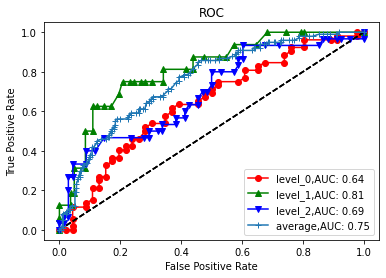 ROC
True Positive Rate
1.0
0.8
0.6
0.4
0.2
0.0
level_0,AUC: 0.64
level_1,AUC: 0.81
level_2,AUC: 0.69
average,AUC: 0.75
0.0 0.2 0.4 0.6 0.8 1.0
False Positive Rate